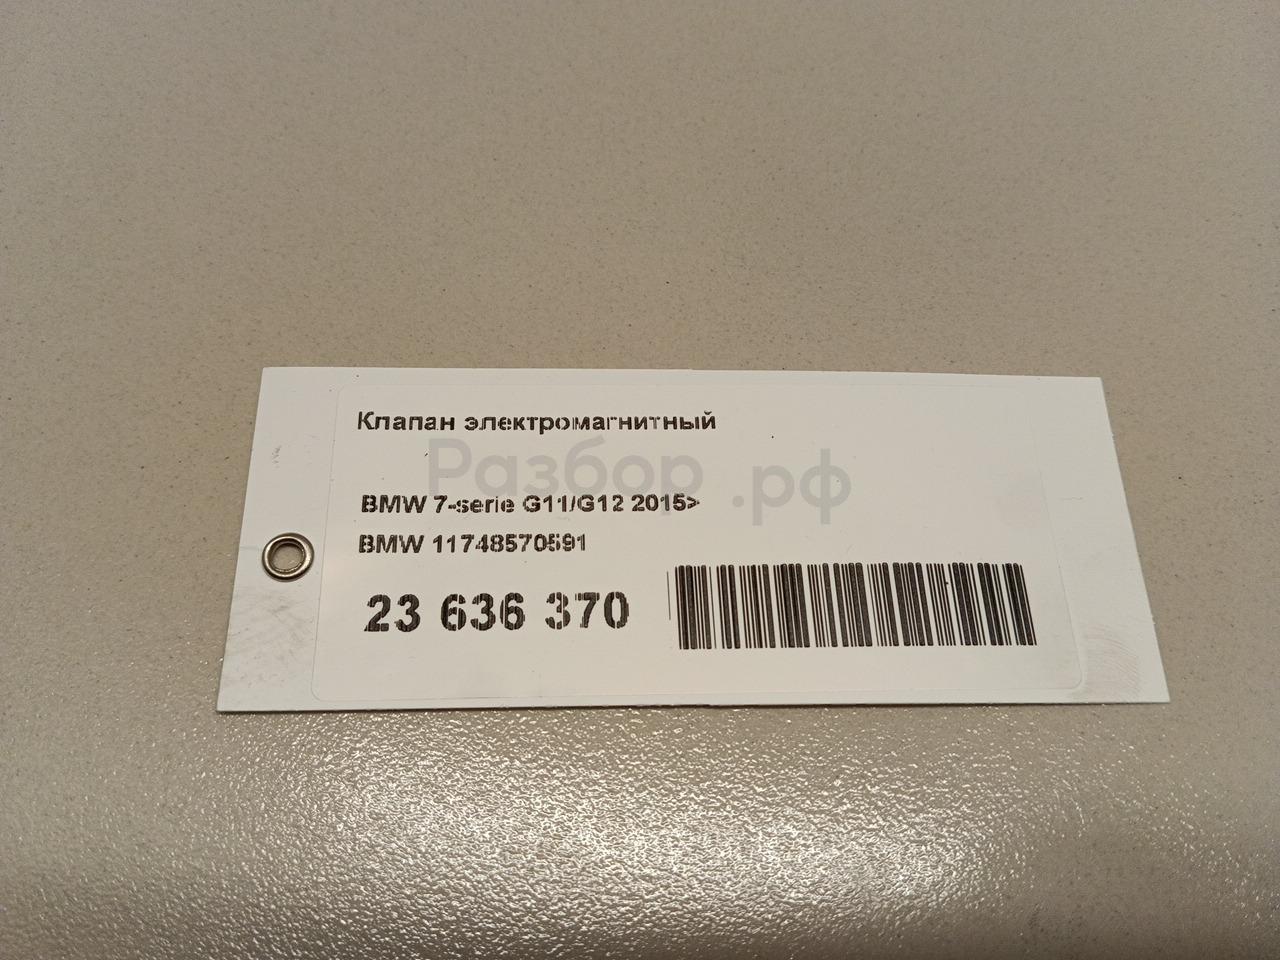 Клапан электромагнитный
Разбор.рф
BMW 7-serie G11/G12 2015>
BMW 11748570591
23 636 370